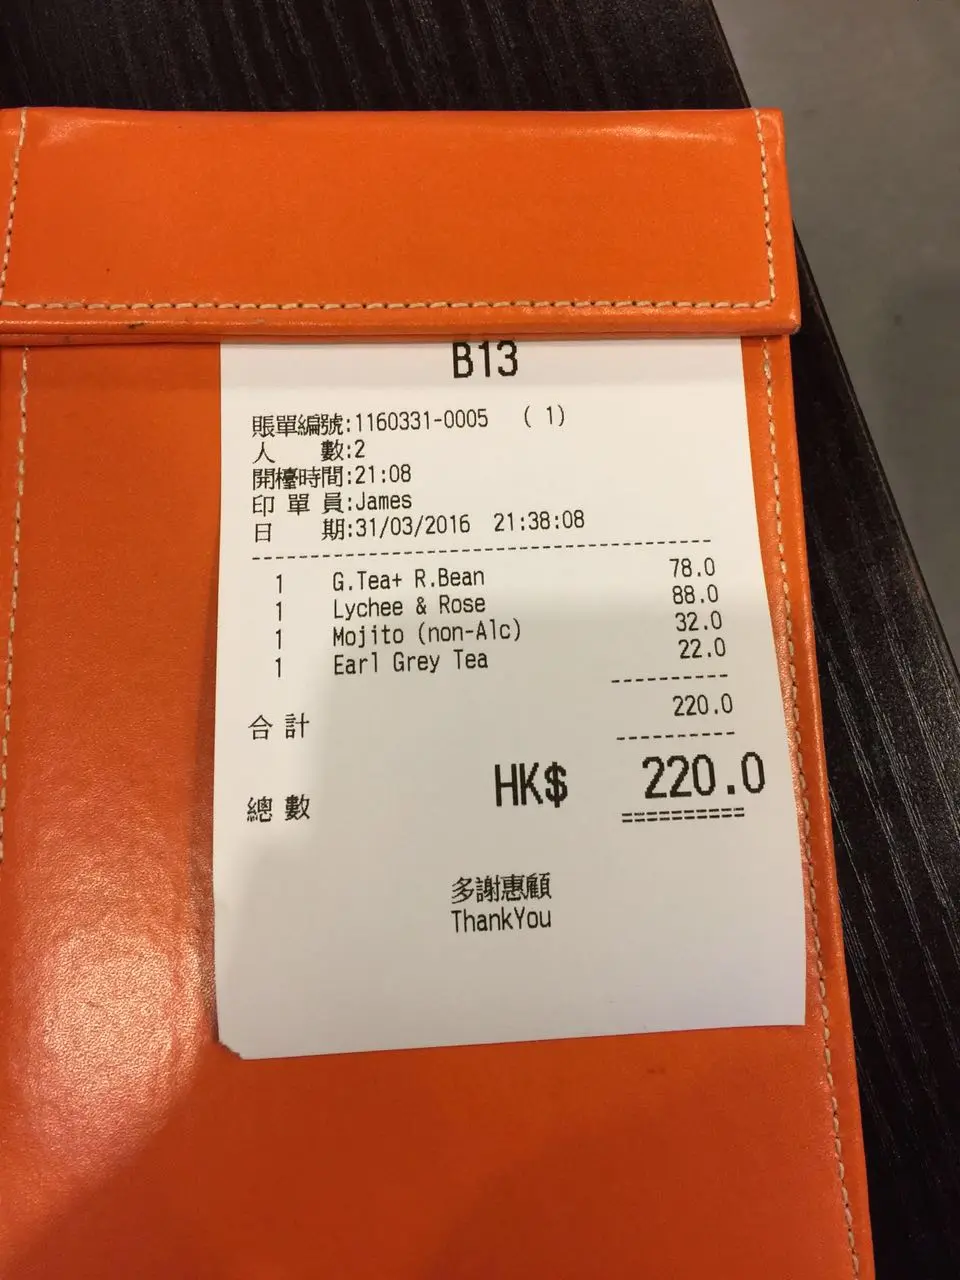 B13
賬單編號:1160331-0005 ( 1)
人 數:2
開檯時間:21:08
印 單 員:James
日 期:31/03/2016 21:38:08
1 G.Tea+ R.Bean 78.0
1 Lychee & Rose 88.0
1 Mojito (non-Alc) 32.0
1 Earl Grey Tea 22.0
合 計 220.0
總 數 HK$ 220.0
多謝惠顧
ThankYou